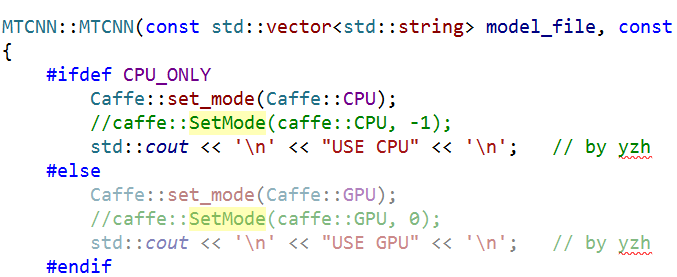 MTCNN::MTCNN(const std::vector<std::string> model_file, const
{
#ifdef CPU_ONLY
Caffe::set_mode(Caffe::CPU);
//caffe::SetMode(caffe::CPU, -1);
std::cout << '\n' << "USE CPU" << '\n';   // by yzh
#else
Caffe::set_mode(Caffe::GPU);
//caffe::SetMode(caffe::GPU, 0);
std::cout << '\n' << "USE GPU" << '\n';   // by yzh
#endif